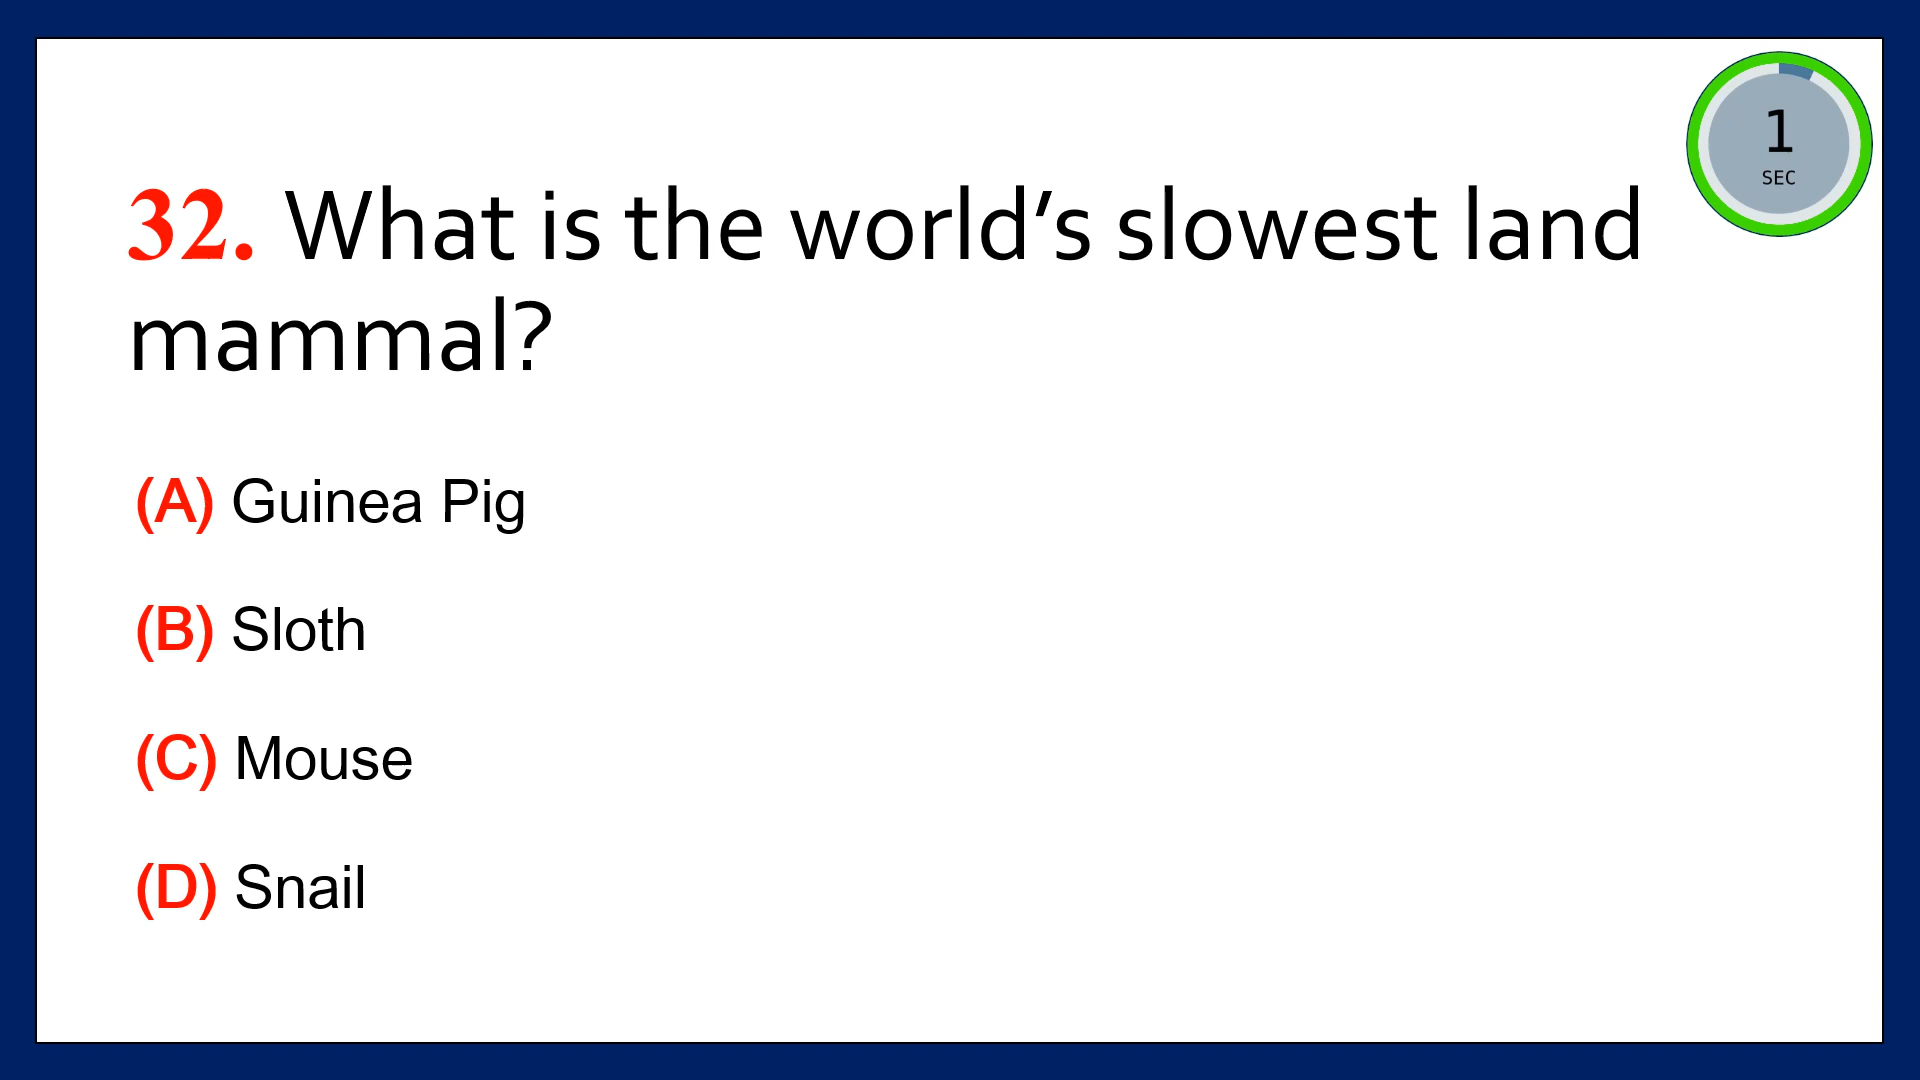 1
SEC
32. What is the world’s slowest land
mammal?
(A) Guinea Pig
(B) Sloth
(C) Mouse
(D) Snail